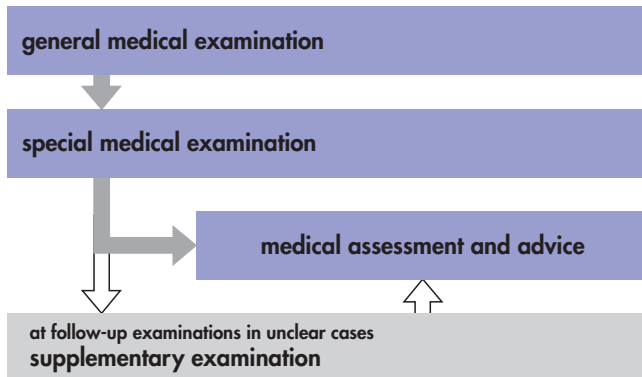 general medical examination
special medical examination
medical assessment and advice
at follow-up examinations in unclear cases
supplementary examination